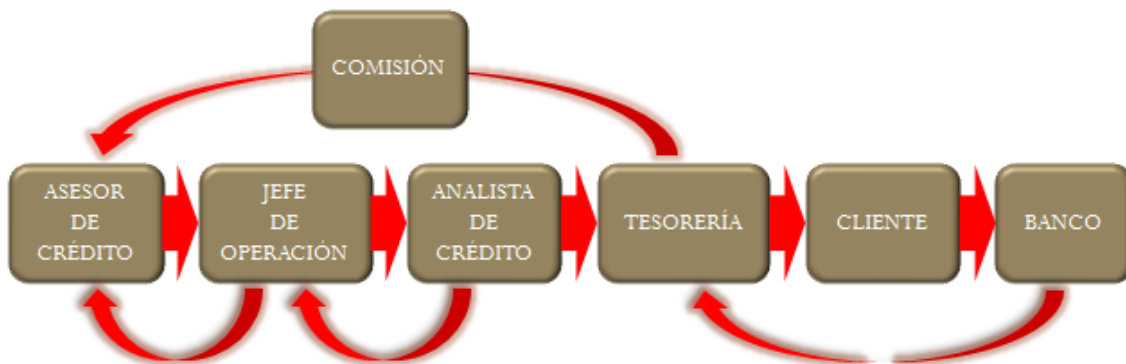 COMISIÓN
ASESOR
DE
CRÉDITO
JEFE
DE
OPERACIÓN
ANALISTA
DE
CRÉDITO
TESORERÍA
CLIENTE
BANCO